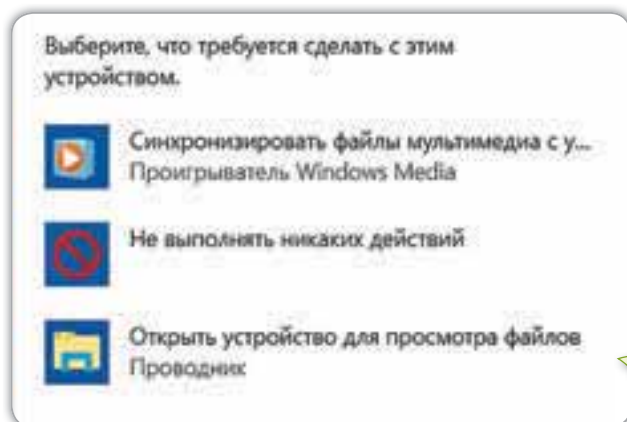 Выберите, что требуется сделать с этим
устройством.
Синхронизировать файлы мультимедиа с у...
Проигрыватель Windows Media
Не выполнять никаких действий
Открыть устройство для просмотра файлов
Проводник